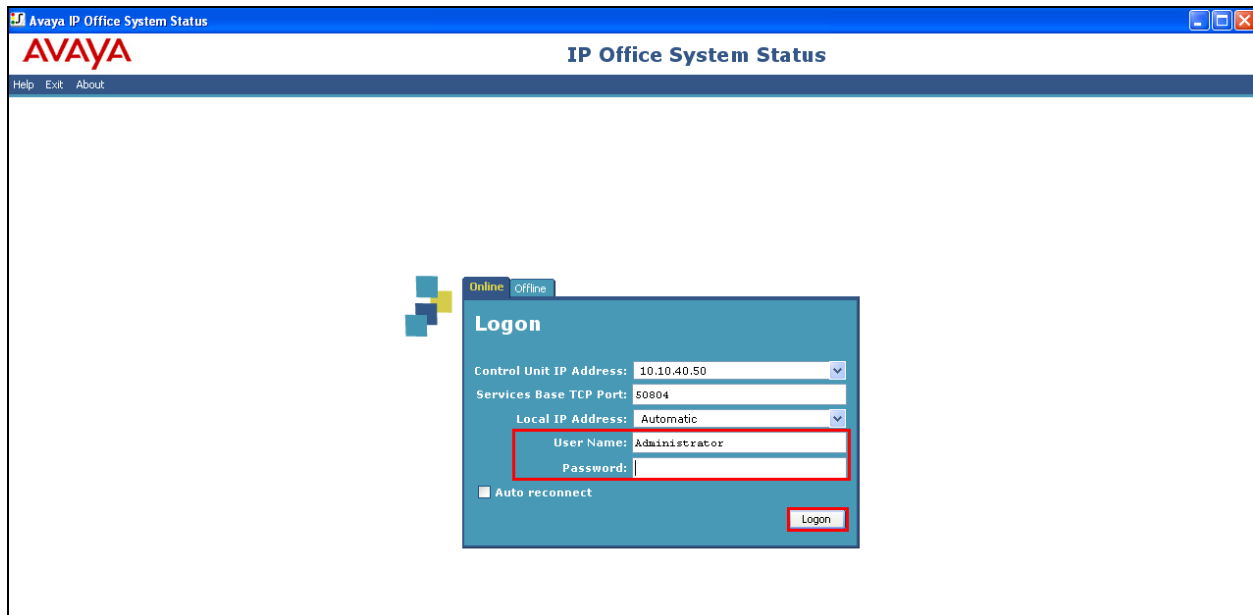 Avaya IP Office System Status
AVAYA
IP Office System Status
Help Exit About
Online Offline
Logon
Control Unit IP Address: 10.10.40.50
Services Base TCP Port: 50804
Local IP Address: Automatic
User Name: Administrator
Password:
Auto reconnect
Logon